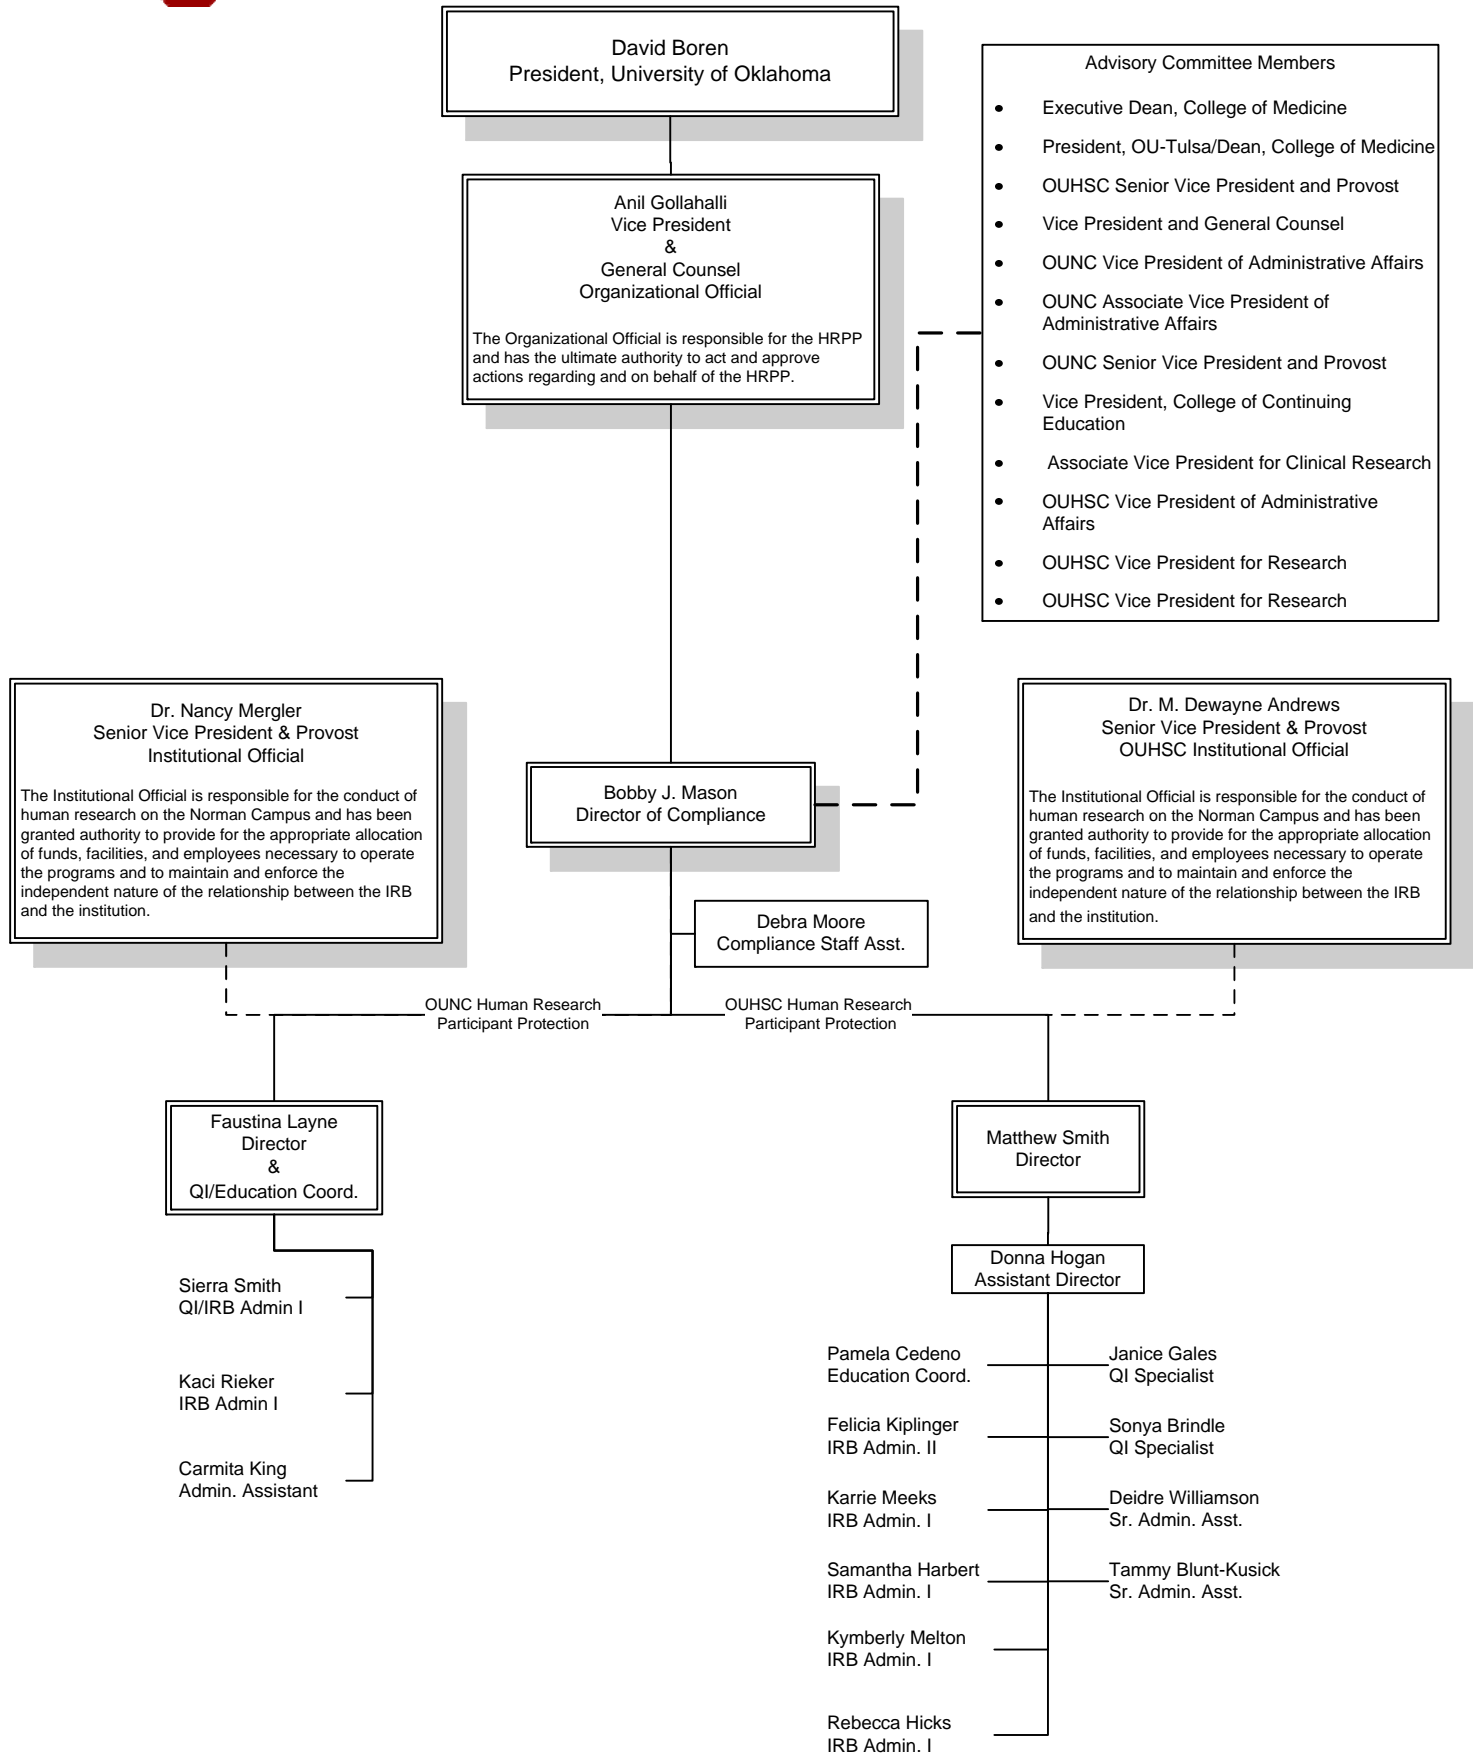 David Boren
President, University of Oklahoma
Advisory Committee Members
• Executive Dean, College of Medicine
• President, OU-Tulsa/Dean, College of Medicine
• OUHSC Senior Vice President and Provost
• Vice President and General Counsel
• OUNC Vice President of Administrative Affairs
• OUNC Associate Vice President of
Administrative Affairs
• OUNC Senior Vice President and Provost
• Vice President, College of Continuing
Education
• Associate Vice President for Clinical Research
• OUHSC Vice President of Administrative
Affairs
• OUHSC Vice President for Research
• OUHSC Vice President for Research
Anil Gollahalli
Vice President
&
General Counsel
Organizational Official
The Organizational Official is responsible for the HRPP
and has the ultimate authority to act and approve
actions regarding and on behalf of the HRPP.
Dr. Nancy Mergler
Senior Vice President & Provost
Institutional Official
The Institutional Official is responsible for the conduct of
human research on the Norman Campus and has been
granted authority to provide for the appropriate allocation
of funds, facilities, and employees necessary to operate
the programs and to maintain and enforce the
independent nature of the relationship between the IRB
and the institution.
Bobby J. Mason
Director of Compliance
Dr. M. Dewayne Andrews
Senior Vice President & Provost
OUHSC Institutional Official
The Institutional Official is responsible for the conduct of
human research on the Norman Campus and has been
granted authority to provide for the appropriate allocation
of funds, facilities, and employees necessary to operate
the programs and to maintain and enforce the
independent nature of the relationship between the IRB
and the institution.
Debra Moore
Compliance Staff Asst.
OUNC Human Research
Participant Protection
OUHSC Human Research
Participant Protection
Faustina Layne
Director
&
QI/Education Coord.
Sierra Smith
QI/IRB Admin I
Kaci Rieker
IRB Admin I
Carmita King
Admin. Assistant
Matthew Smith
Director
Donna Hogan
Assistant Director
Pamela Cedeno
Education Coord.
Janice Gales
QI Specialist
Felicia Kiplinger
IRB Admin. II
Sonya Brindle
QI Specialist
Karrie Meeks
IRB Admin. I
Deidre Williamson
Sr. Admin. Asst.
Samantha Harbert
IRB Admin. I
Tammy Blunt-Kusick
Sr. Admin. Asst.
Kymberly Melton
IRB Admin. I
Rebecca Hicks
IRB Admin. I